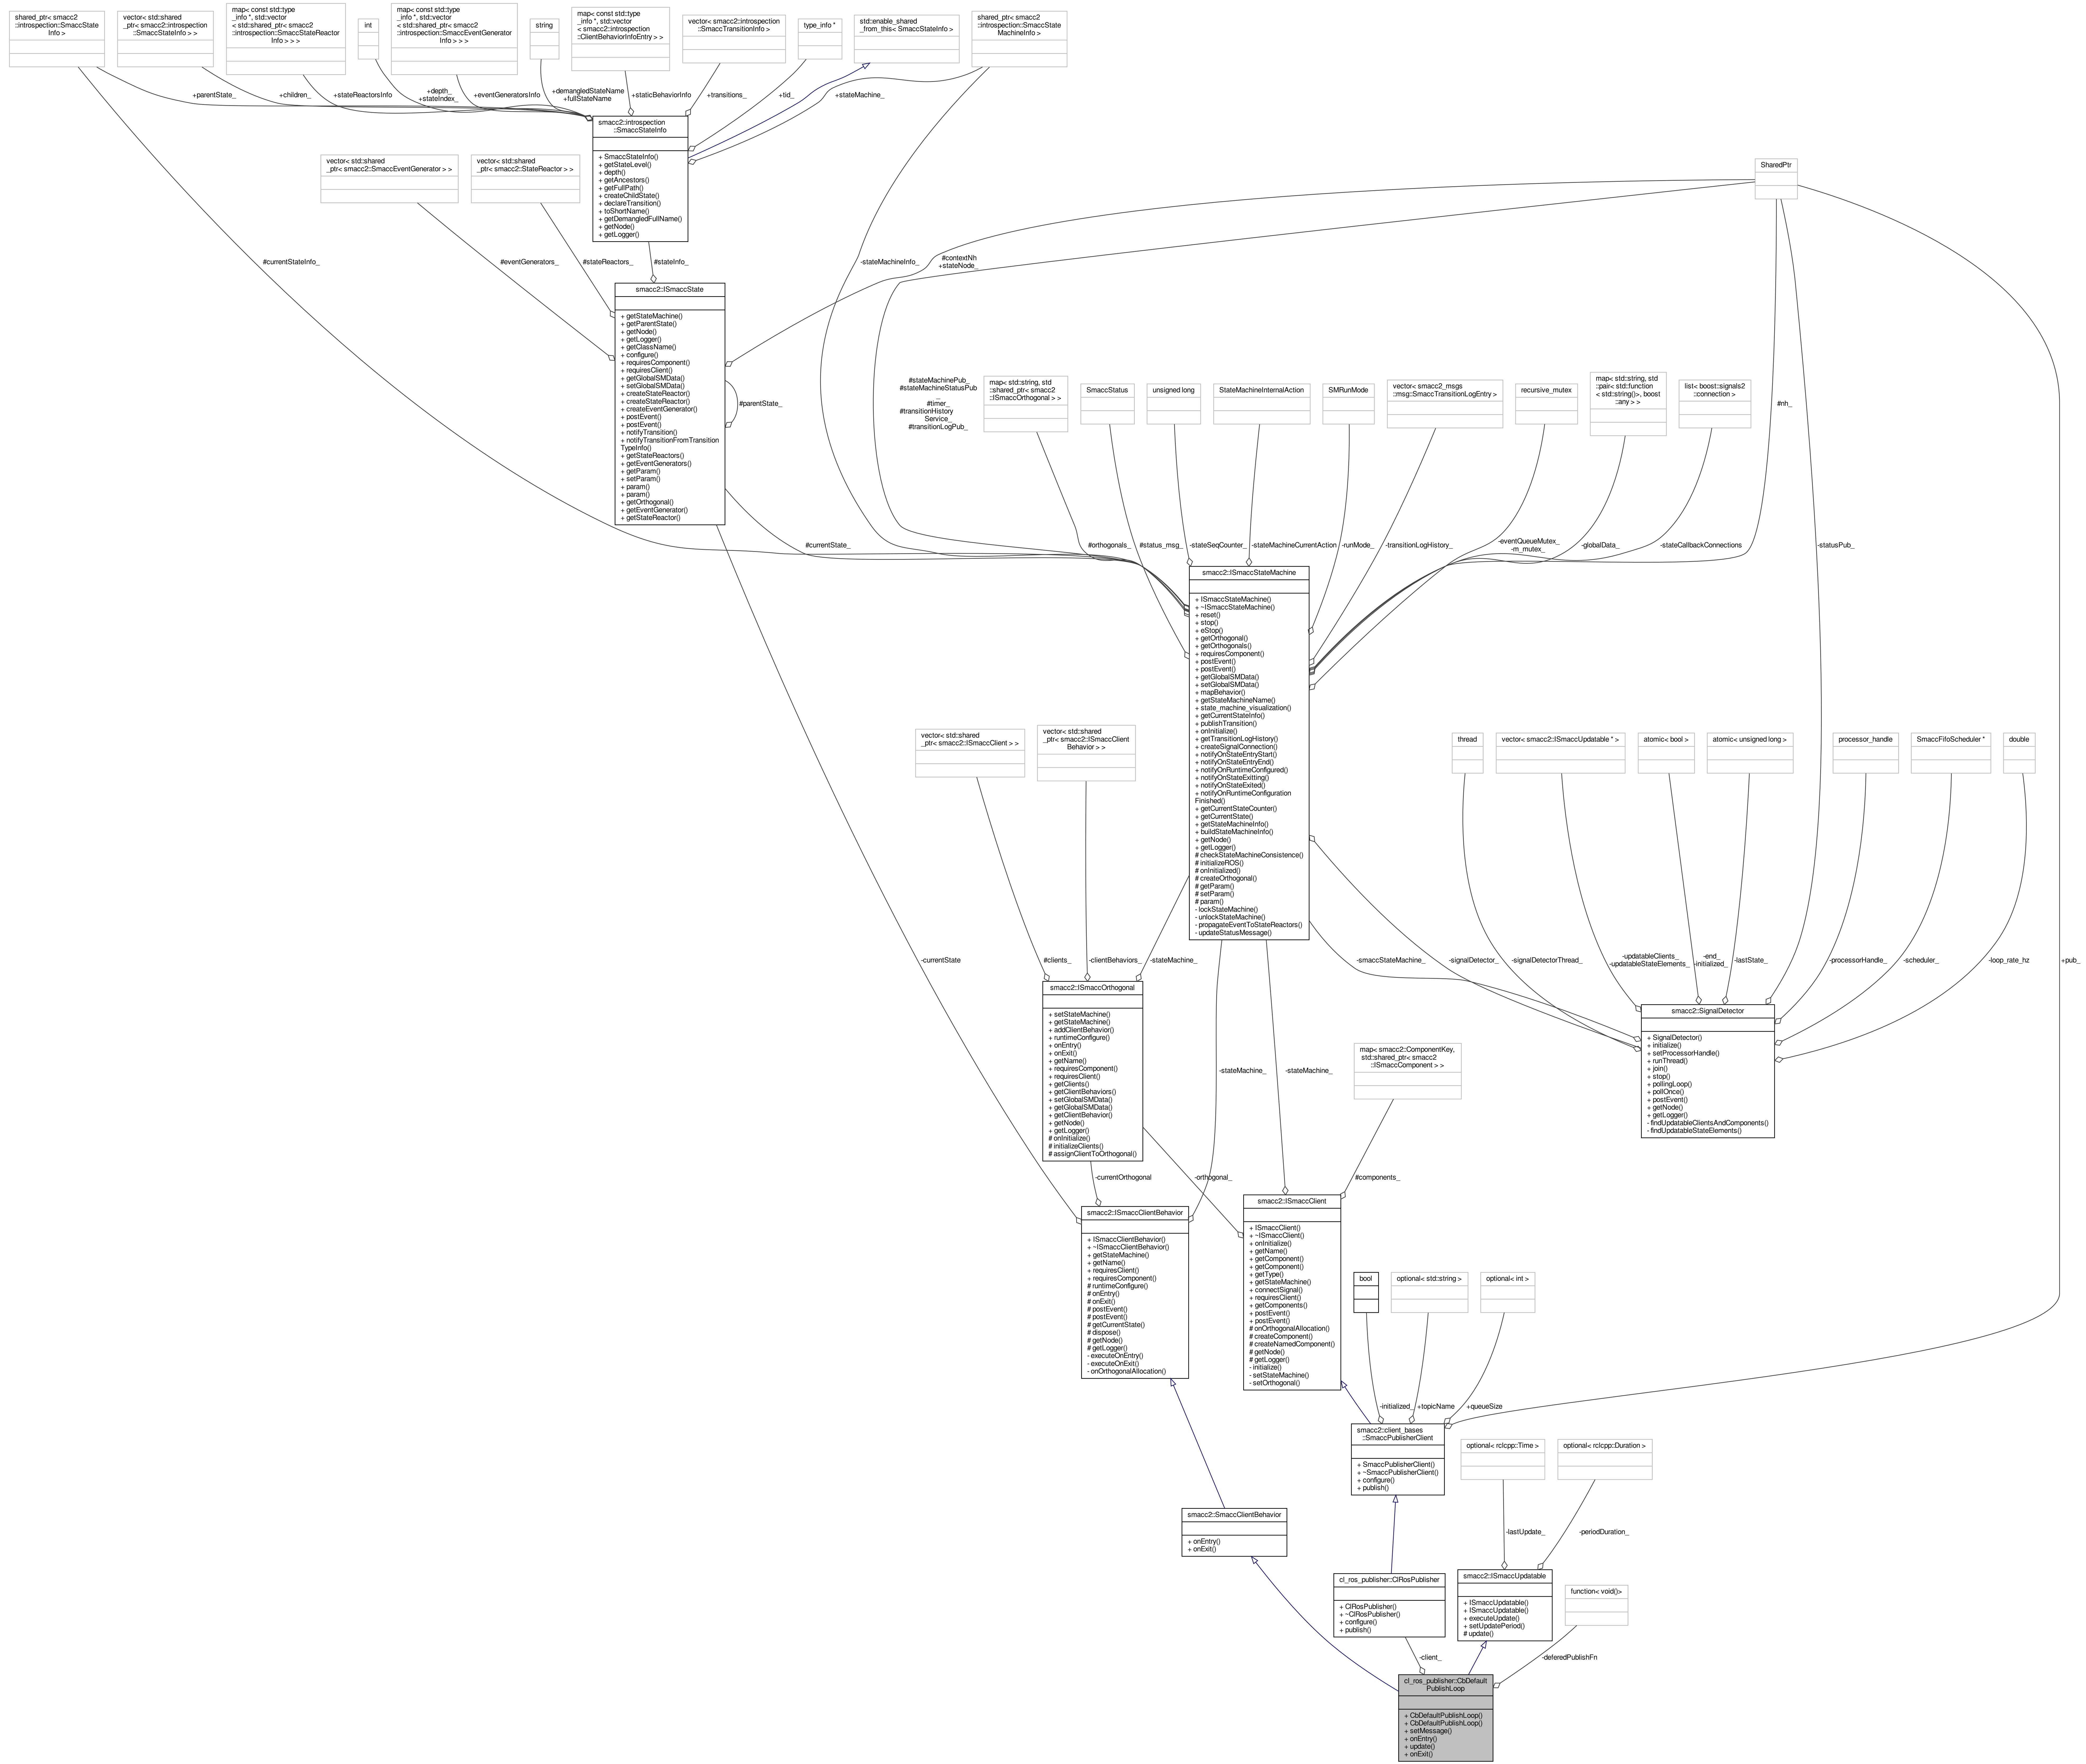 shared_ptr< smacc2
::introspection::SmaccState
Info >
vector< std::shared
_ptr< smacc2::introspection
::SmaccStateInfo > >
map< const std::type
_info *, std::vector
< std::shared_ptr< smacc2
::introspection::SmaccStateReactor
Info > > >
int
map< const std::type
_info *, std::vector
< std::shared_ptr< smacc2
::introspection::SmaccEventGenerator
Info > > >
string
map< const std::type
_info *, std::vector
< smacc2::introspection
::ClientBehaviorInfoEntry > >
vector< smacc2::introspection
::SmaccTransitionInfo >
type_info *
std::enable_shared
_from_this< SmaccStateInfo >
shared_ptr< smacc2
::introspection::SmaccState
MachineInfo >
+parentState_
+children_
+stateReactorsInfo
+depth_
+stateIndex_
+eventGeneratorsInfo
+demangledStateName
+fullStateName
+staticBehaviorInfo
+transitions_
+tid_
+stateMachine_
smacc2::introspection
::SmaccStateInfo
+ SmaccStateInfo()
+ getStateLevel()
+ depth()
+ getAncestors()
+ getFullPath()
+ createChildState()
+ declareTransition()
+ toShortName()
+ getDemangledFullName()
+ getNode()
+ getLogger()
vector< std::shared
_ptr< smacc2::SmaccEventGenerator > >
vector< std::shared
_ptr< smacc2::StateReactor > >
SharedPtr
#currentStateInfo_
#eventGenerators_
#stateReactors_
#stateInfo_
-stateMachineInfo_
#contextNh
+stateNode_
smacc2::ISmaccState
+ getStateMachine()
+ getParentState()
+ getNode()
+ getLogger()
+ getClassName()
+ configure()
+ requiresComponent()
+ requiresClient()
+ getGlobalSMData()
+ setGlobalSMData()
+ createStateReactor()
+ createStateReactor()
+ createEventGenerator()
+ postEvent()
+ postEvent()
+ notifyTransition()
+ notifyTransitionFromTransition
TypeInfo()
+ getStateReactors()
+ getEventGenerators()
+ getParam()
+ setParam()
+ param()
+ param()
+ getOrthogonal()
+ getEventGenerator()
+ getStateReactor()
#parentState_
#stateMachinePub_
#stateMachineStatusPub
_
#timer_
#transitionHistory
Service_
#transitionLogPub_
map< std::string, std
::shared_ptr< smacc2
::ISmaccOrthogonal > >
SmaccStatus
unsigned long
StateMachineInternalAction
SMRunMode
vector< smacc2_msgs
::msg::SmaccTransitionLogEntry >
recursive_mutex
map< std::string, std
::pair< std::function
< std::string()>, boost
::any > >
list< boost::signals2
::connection >
#nh_
#currentState_
#orthogonals_
#status_msg_
-stateSeqCounter_
-stateMachineCurrentAction
-runMode_
-transitionLogHistory_
-eventQueueMutex_
-m_mutex_
-globalData_
-stateCallbackConnections
-statusPub_
smacc2::ISmaccStateMachine
+ ISmaccStateMachine()
+ ~ISmaccStateMachine()
+ reset()
+ stop()
+ eStop()
+ getOrthogonal()
+ getOrthogonals()
+ requiresComponent()
+ postEvent()
+ postEvent()
+ getGlobalSMData()
+ setGlobalSMData()
+ mapBehavior()
+ getStateMachineName()
+ state_machine_visualization()
+ getCurrentStateInfo()
+ publishTransition()
+ onInitialize()
+ getTransitionLogHistory()
+ createSignalConnection()
+ notifyOnStateEntryStart()
+ notifyOnStateEntryEnd()
+ notifyOnRuntimeConfigured()
+ notifyOnStateExitting()
+ notifyOnStateExited()
+ notifyOnRuntimeConfiguration
Finished()
+ getCurrentStateCounter()
+ getCurrentState()
+ getStateMachineInfo()
+ buildStateMachineInfo()
+ getNode()
+ getLogger()
# checkStateMachineConsistence()
# initializeROS()
# onInitialized()
# createOrthogonal()
# getParam()
# setParam()
# param()
- lockStateMachine()
- unlockStateMachine()
- propagateEventToStateReactors()
- updateStatusMessage()
vector< std::shared
_ptr< smacc2::ISmaccClient > >
vector< std::shared
_ptr< smacc2::ISmaccClient
Behavior > >
thread
vector< smacc2::ISmaccUpdatable * >
atomic< bool >
atomic< unsigned long >
processor_handle
SmaccFifoScheduler *
double
-currentState
#clients_
-clientBehaviors_
-stateMachine_
-smaccStateMachine_
-signalDetector_
-signalDetectorThread_
-updatableClients_
-updatableStateElements_
-end_
-initialized_
-lastState_
-processorHandle_
-scheduler_
-loop_rate_hz
+pub_
smacc2::ISmaccOrthogonal
+ setStateMachine()
+ getStateMachine()
+ addClientBehavior()
+ runtimeConfigure()
+ onEntry()
+ onExit()
+ getName()
+ requiresComponent()
+ requiresClient()
+ getClients()
+ getClientBehaviors()
+ setGlobalSMData()
+ getGlobalSMData()
+ getClientBehavior()
+ getNode()
+ getLogger()
# onInitialize()
# initializeClients()
# assignClientToOrthogonal()
smacc2::SignalDetector
+ SignalDetector()
+ initialize()
+ setProcessorHandle()
+ runThread()
+ join()
+ stop()
+ pollingLoop()
+ pollOnce()
+ postEvent()
+ getNode()
+ getLogger()
- findUpdatableClientsAndComponents()
- findUpdatableStateElements()
map< smacc2::ComponentKey,
std::shared_ptr< smacc2
::ISmaccComponent > >
-stateMachine_
-stateMachine_
-currentOrthogonal
-orthogonal_
#components_
smacc2::ISmaccClientBehavior
+ ISmaccClientBehavior()
+ ~ISmaccClientBehavior()
+ getStateMachine()
+ getName()
+ requiresClient()
+ requiresComponent()
# runtimeConfigure()
# onEntry()
# onExit()
# postEvent()
# postEvent()
# getCurrentState()
# dispose()
# getNode()
# getLogger()
- executeOnEntry()
- executeOnExit()
- onOrthogonalAllocation()
smacc2::ISmaccClient
+ ISmaccClient()
+ ~ISmaccClient()
+ onInitialize()
+ getName()
+ getComponent()
+ getComponent()
+ getType()
+ getStateMachine()
+ connectSignal()
+ requiresClient()
+ getComponents()
+ postEvent()
+ postEvent()
# onOrthogonalAllocation()
# createComponent()
# createNamedComponent()
# getNode()
# getLogger()
- initialize()
- setStateMachine()
- setOrthogonal()
bool
optional< std::string >
optional< int >
-initialized_
+topicName
+queueSize
smacc2::client_bases
::SmaccPublisherClient
+ SmaccPublisherClient()
+ ~SmaccPublisherClient()
+ configure()
+ publish()
optional< rclcpp::Time >
optional< rclcpp::Duration >
-lastUpdate_
-periodDuration_
smacc2::SmaccClientBehavior
+ onEntry()
+ onExit()
cl_ros_publisher::ClRosPublisher
+ ClRosPublisher()
+ ~ClRosPublisher()
+ configure()
+ publish()
smacc2::ISmaccUpdatable
+ ISmaccUpdatable()
+ ISmaccUpdatable()
+ executeUpdate()
+ setUpdatePeriod()
# update()
function< void()>
-client_
-deferedPublishFn
cl_ros_publisher::CbDefault
PublishLoop
+ CbDefaultPublishLoop()
+ CbDefaultPublishLoop()
+ setMessage()
+ onEntry()
+ update()
+ onExit()